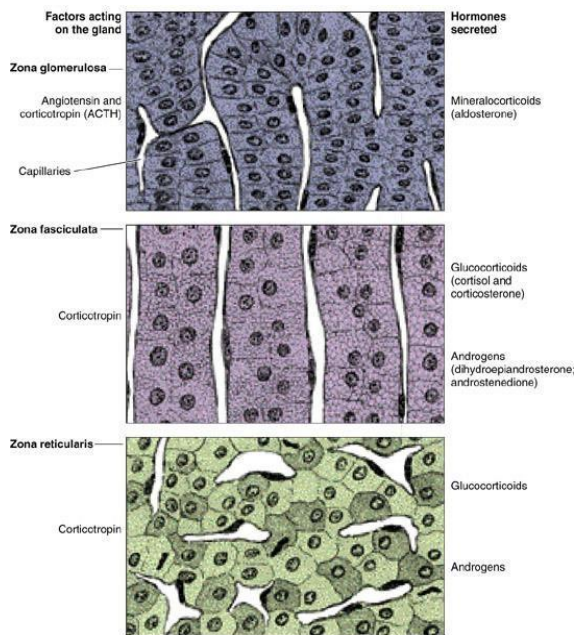 Factors acting
on the gland
Hormones
secreted
Zona glomerulosa
Angiotensin and
corticotropin (ACTH)
Mineralocorticoids
(aldosterone)
Capillaries
Zona fasciculata
Glucocorticoids
(cortisol and
corticosterone)
Corticotropin
Androgens
(dihydroepiandrosterone;
androstenedione)
Zona reticularis
Glucocorticoids
Corticotropin
Androgens